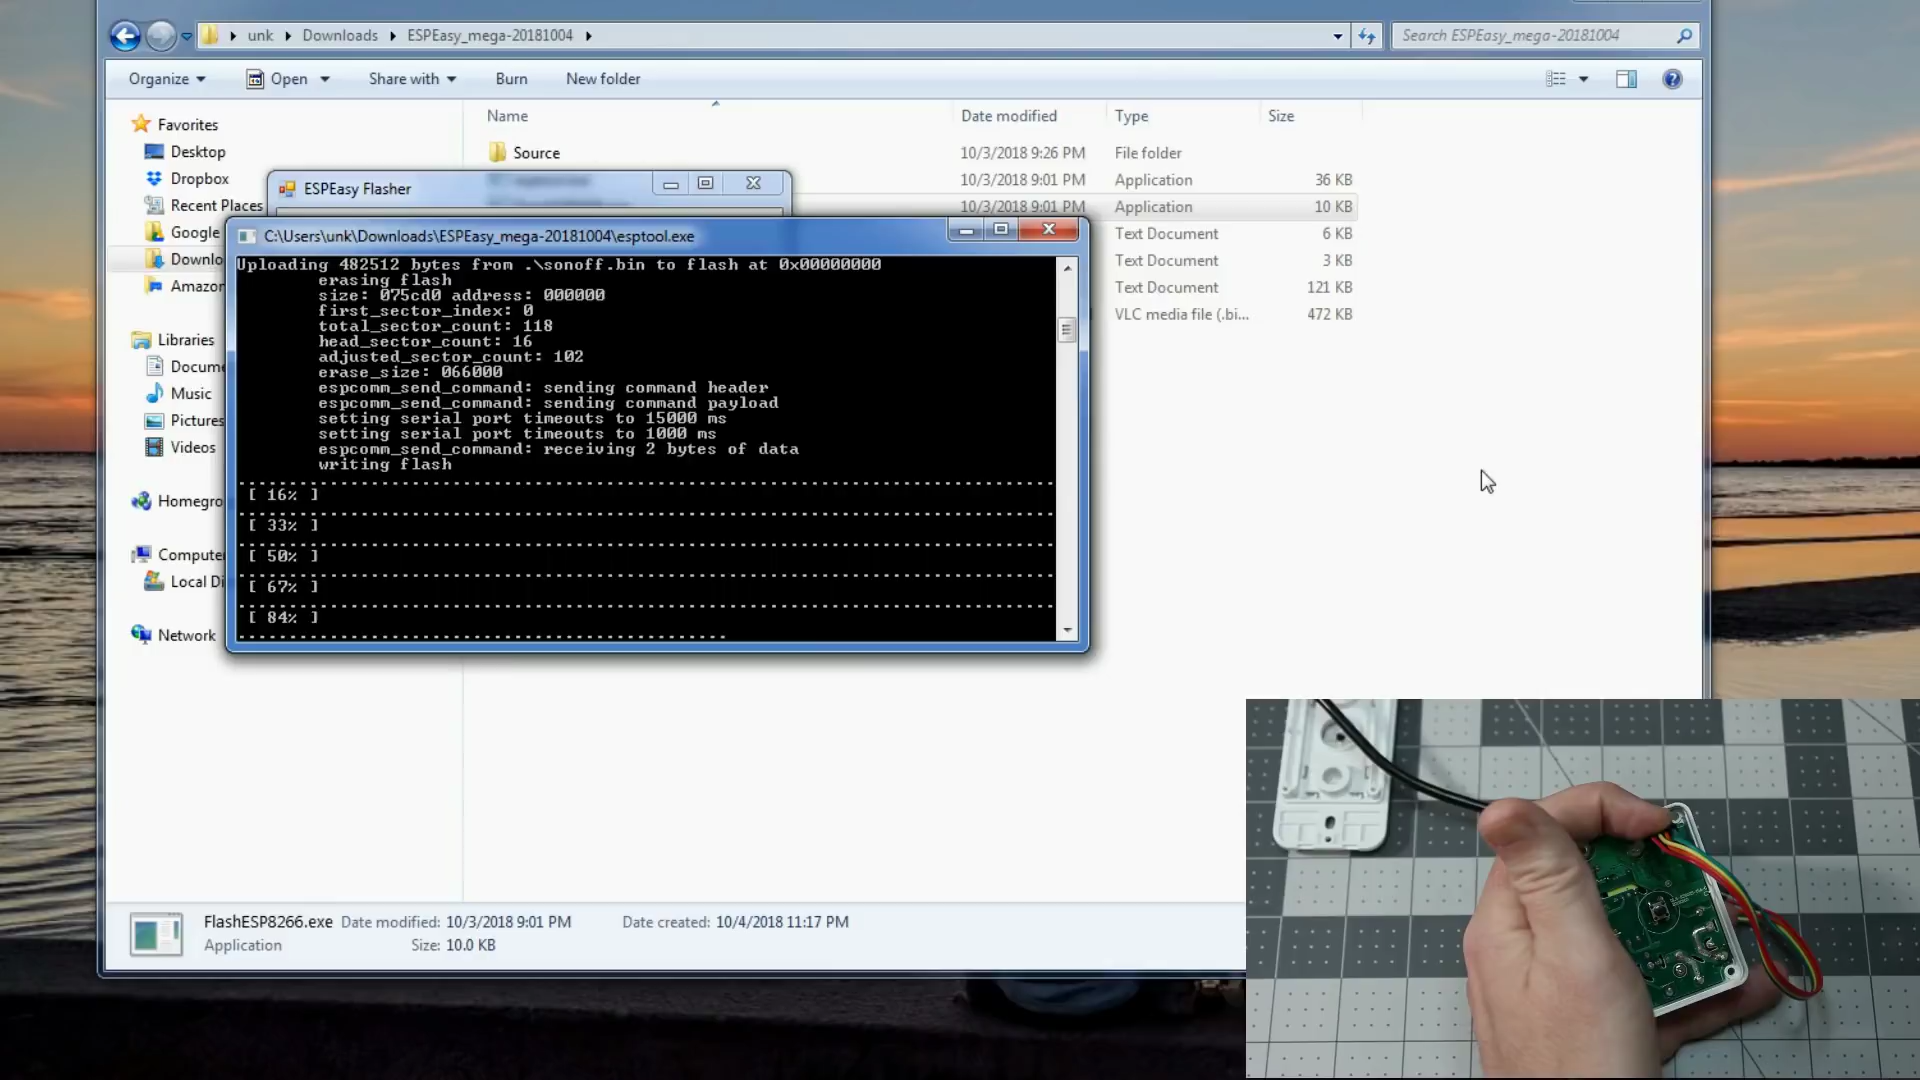 unk Downloads ESPEasy_mega-20181004
Search ESPEasy_mega-20181004
Organize Open Share with Burn New folder
Name Date modified Type Size
Favorites
Desktop
Dropbox
Recent Places
Google
Downlo
Amazon
Libraries
Docume
Music
Pictures
Videos
Homegro
Compute
Local Di
Network
Source 10/3/2018 9:26 PM File folder
10/3/2018 9:01 PM Application 36 KB
10/3/2018 9:01 PM Application 10 KB
Text Document 6 KB
Text Document 3 KB
Text Document 121 KB
VLC media file (.bi... 472 KB
ESPEasy Flasher
C:\Users\unk\Downloads\ESPEasy_mega-20181004\esptool.exe
Uploading 482512 bytes from .\sonoff.bin to flash at 0x00000000
erasing flash
size: 075cd0 address: 000000
first_sector_index: 0
total_sector_count: 118
head_sector_count: 16
adjusted_sector_count: 102
erase_size: 066000
espcomm_send_command: sending command header
espcomm_send_command: sending command payload
setting serial port timeouts to 15000 ms
setting serial port timeouts to 1000 ms
espcomm_send_command: receiving 2 bytes of data
writing flash
[ 16% ]
[ 33% ]
[ 50% ]
[ 67% ]
[ 84% ]
FlashESP8266.exe Date modified: 10/3/2018 9:01 PM Date created: 10/4/2018 11:17 PM
Application Size: 10.0 KB